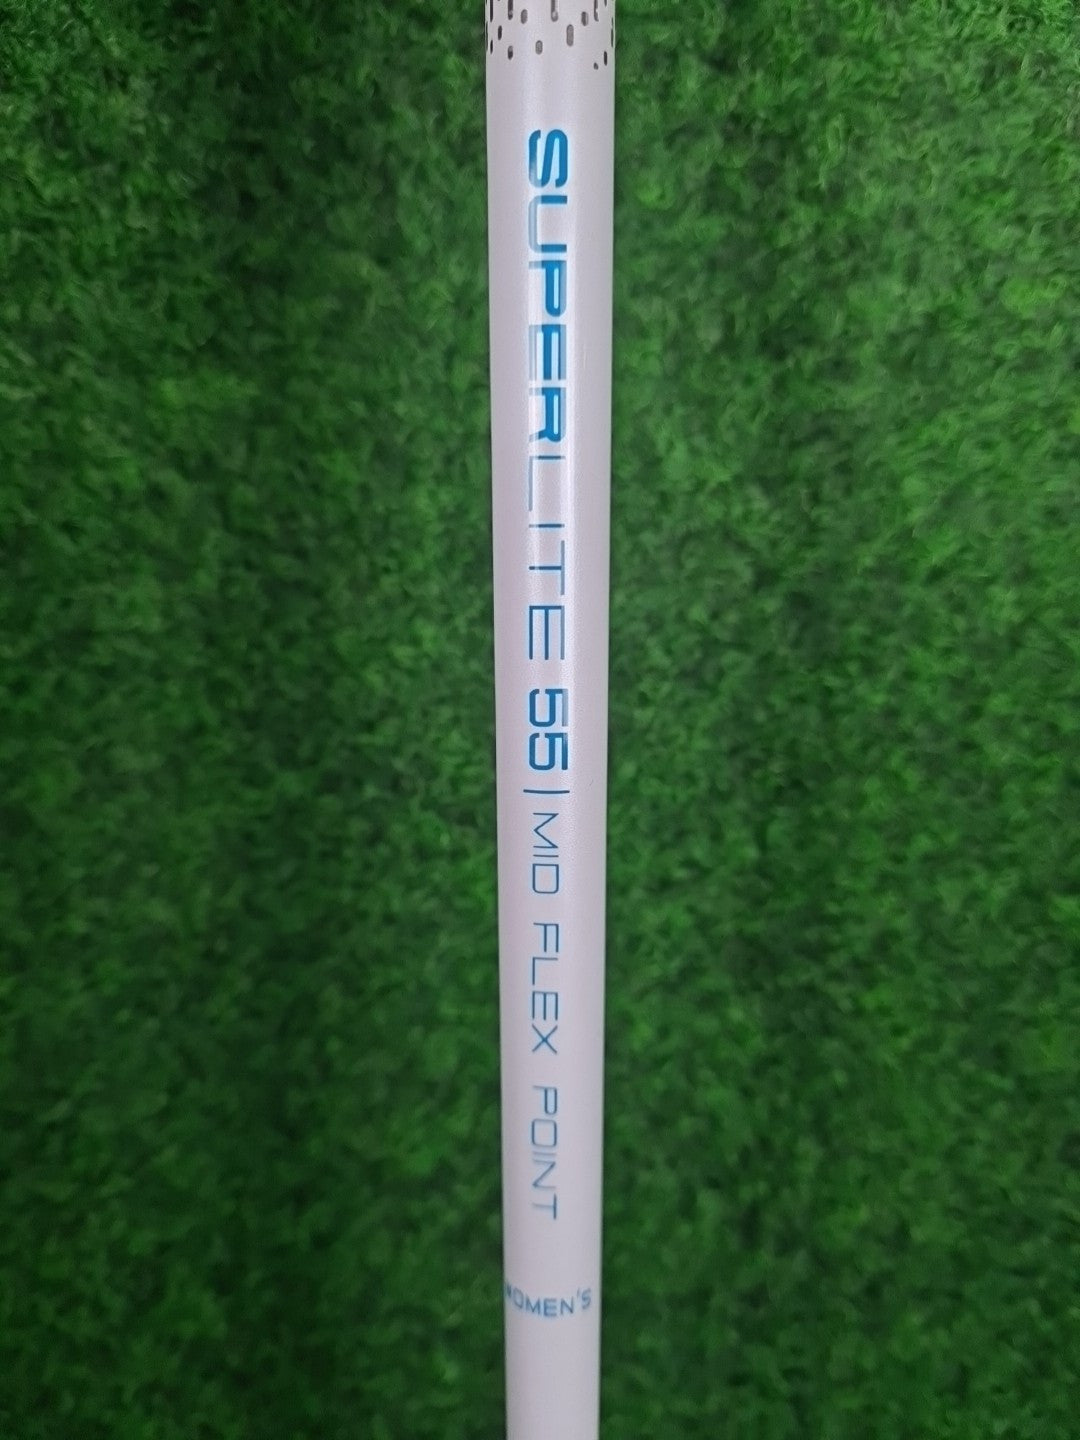 SUPERLITE 55 | MID FLEX POINT
WOMEN'S